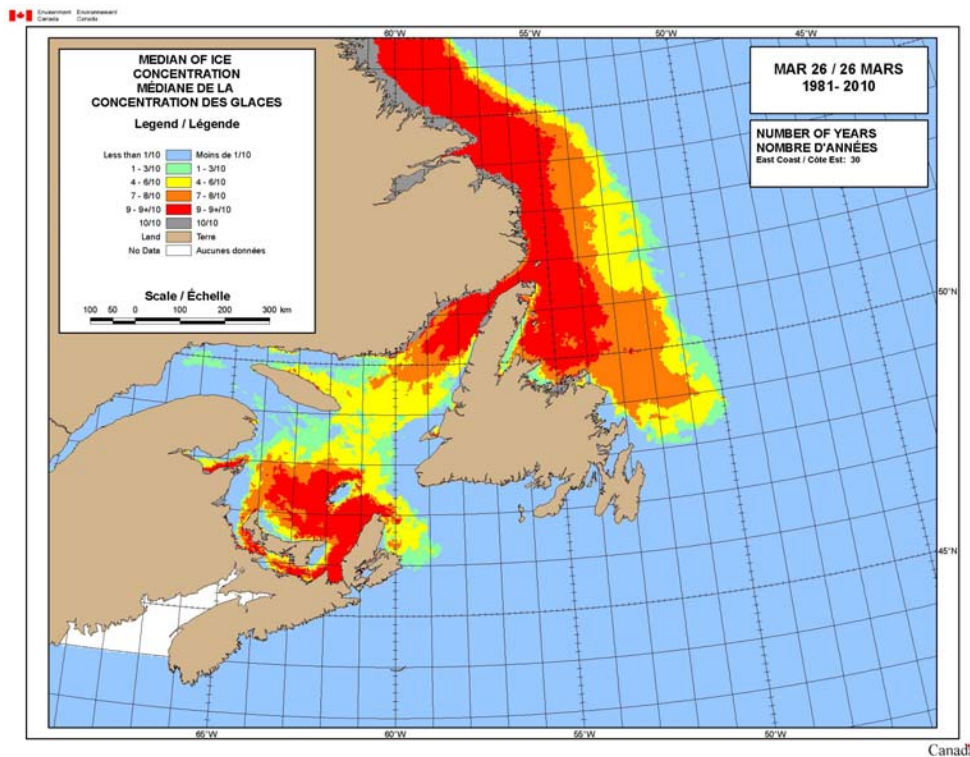 Environment Environnement
Canada Canada
60°W 55°W 50°W 45°W
MEDIAN OF ICE
CONCENTRATION
MÉDIANE DE LA
CONCENTRATION DES GLACES
Legend / Légende
Less than 1/10 Moins de 1/10
1 - 3/10 1 - 3/10
4 - 6/10 4 - 6/10
7 - 8/10 7 - 8/10
9 - 9+/10 9 - 9+/10
10/10 10/10
Land Terre
No Data Aucunes données
Scale / Échelle
100 50 0 100 200 300 km
MAR 26 / 26 MARS
1981- 2010
NUMBER OF YEARS
NOMBRE D'ANNÉES
East Coast / Côte Est: 30
50°N
45°N
65°W 60°W 55°W 50°W
Canada